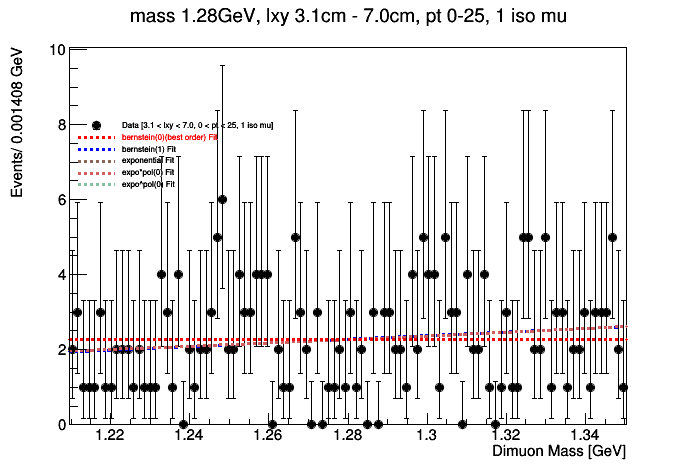 mass 1.28GeV, lxy 3.1cm - 7.0cm, pt 0-25, 1 iso mu
Events/ 0.001408 GeV
10
8
6
4
2
0
Data [3.1 < lxy < 7.0, 0 < pt < 25, 1 iso mu]
bernstein(0)(best order) Fit
bernstein(1) Fit
exponential Fit
expo*pol(0) Fit
expo^pol(0) Fit
1.22 1.24 1.26 1.28 1.3 1.32 1.34
Dimuon Mass [GeV]